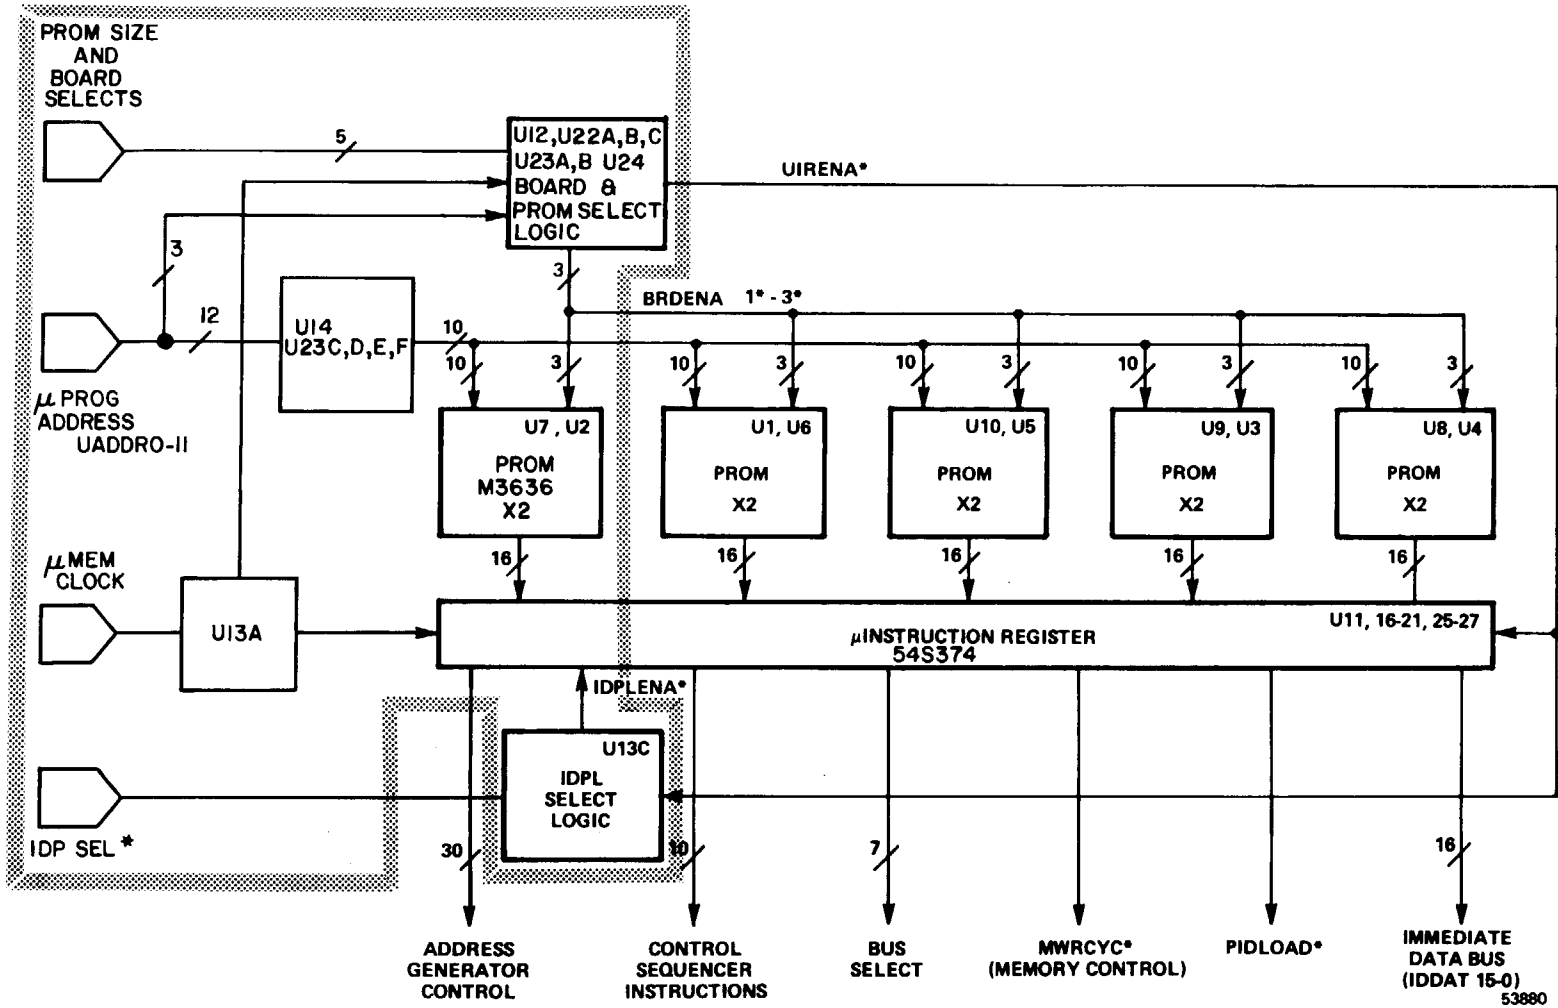 PROM SIZE
AND
BOARD
SELECTS
5
U12,U22A,B,C
U23A,B U24
BOARD &
PROM SELECT
LOGIC
UIRENA*
3
3
BRDENA 1* - 3*
12
U14
U23C,D,E,F
10
10
3
10
3
10
3
10
3
10
3
μ PROG
ADDRESS
UADDRO-11
U7 , U2
PROM
M3636
X2
U1, U6
PROM
X2
U10, U5
PROM
X2
U9, U3
PROM
X2
U8, U4
PROM
X2
16
16
16
16
16
μMEM
CLOCK
U13A
U11, 16-21, 25-27
μINSTRUCTION REGISTER
54S374
IDPLENA*
U13C
IDPL
SELECT
LOGIC
IDP SEL*
30
10
7
16
ADDRESS
GENERATOR
CONTROL
CONTROL
SEQUENCER
INSTRUCTIONS
BUS
SELECT
MWRCYC*
(MEMORY CONTROL)
PIDLOAD*
IMMEDIATE
DATA BUS
(IDDAT 15-0)
53880